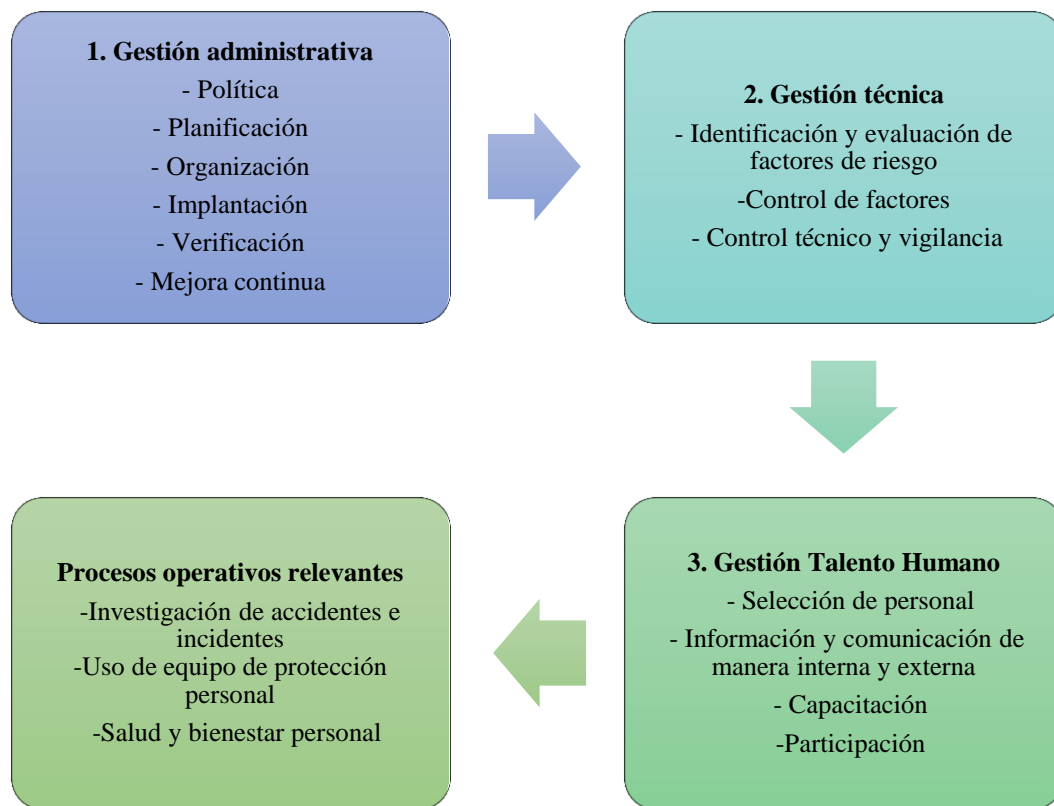 1. Gestión administrativa
- Política
- Planificación
- Organización
- Implantación
- Verificación
- Mejora continua
2. Gestión técnica
- Identificación y evaluación de
factores de riesgo
-Control de factores
- Control técnico y vigilancia
3. Gestión Talento Humano
- Selección de personal
- Información y comunicación de
manera interna y externa
- Capacitación
-Participación
Procesos operativos relevantes
-Investigación de accidentes e
incidentes
-Uso de equipo de protección
personal
-Salud y bienestar personal